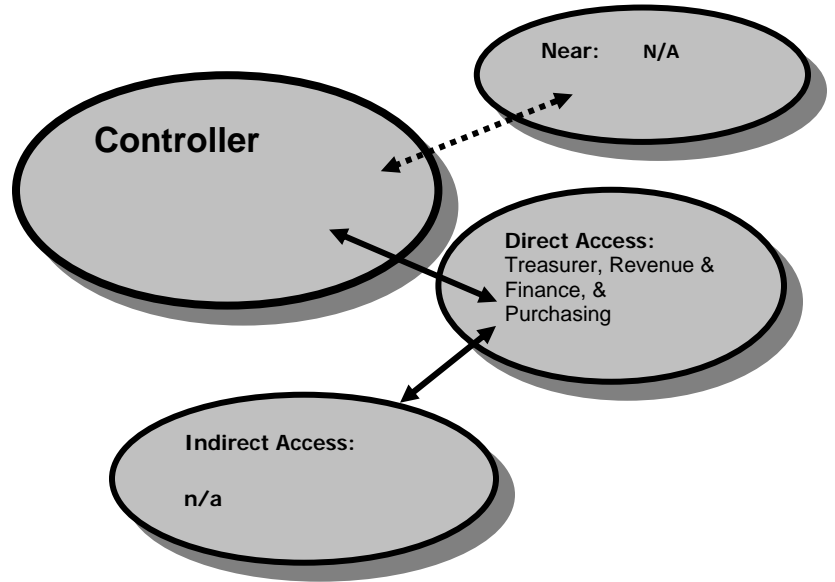 Near: N/A
Controller
Direct Access:
Treasurer, Revenue &
Finance, &
Purchasing
Indirect Access:
n/a